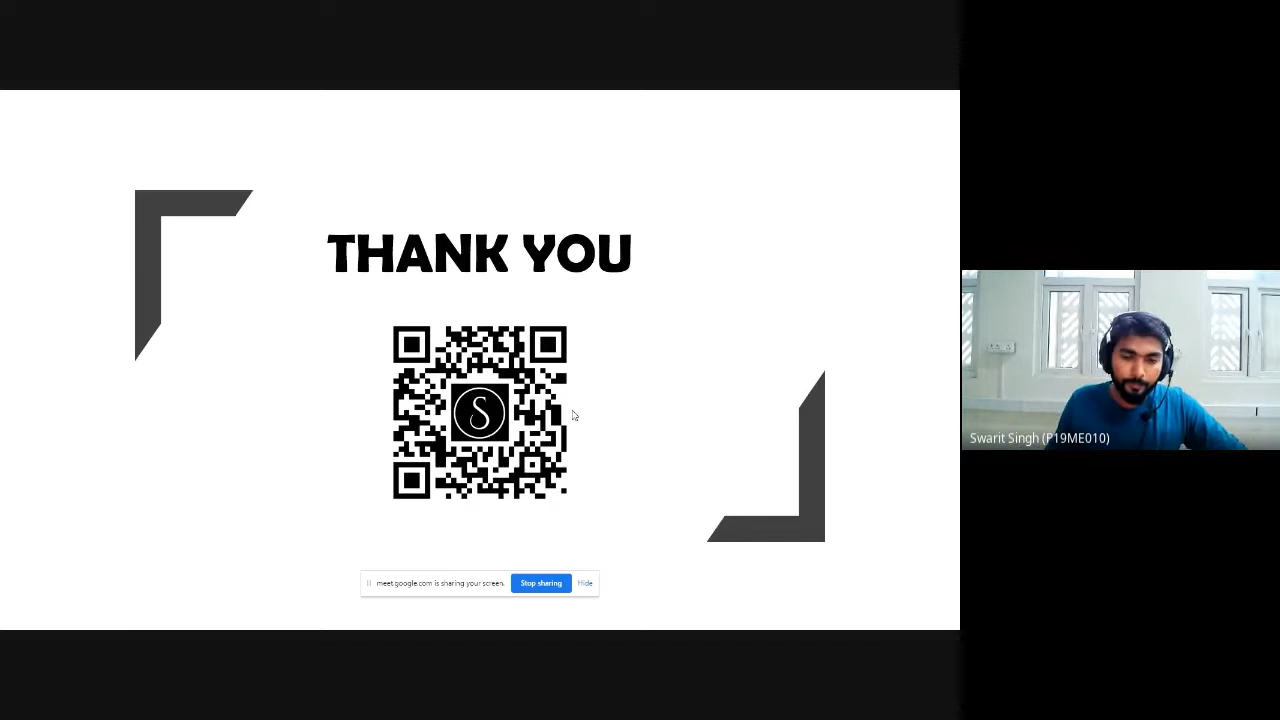 THANK YOU
S
meet.google.com is sharing your screen.
Stop sharing
Hide
Swarit Singh (P19ME010)